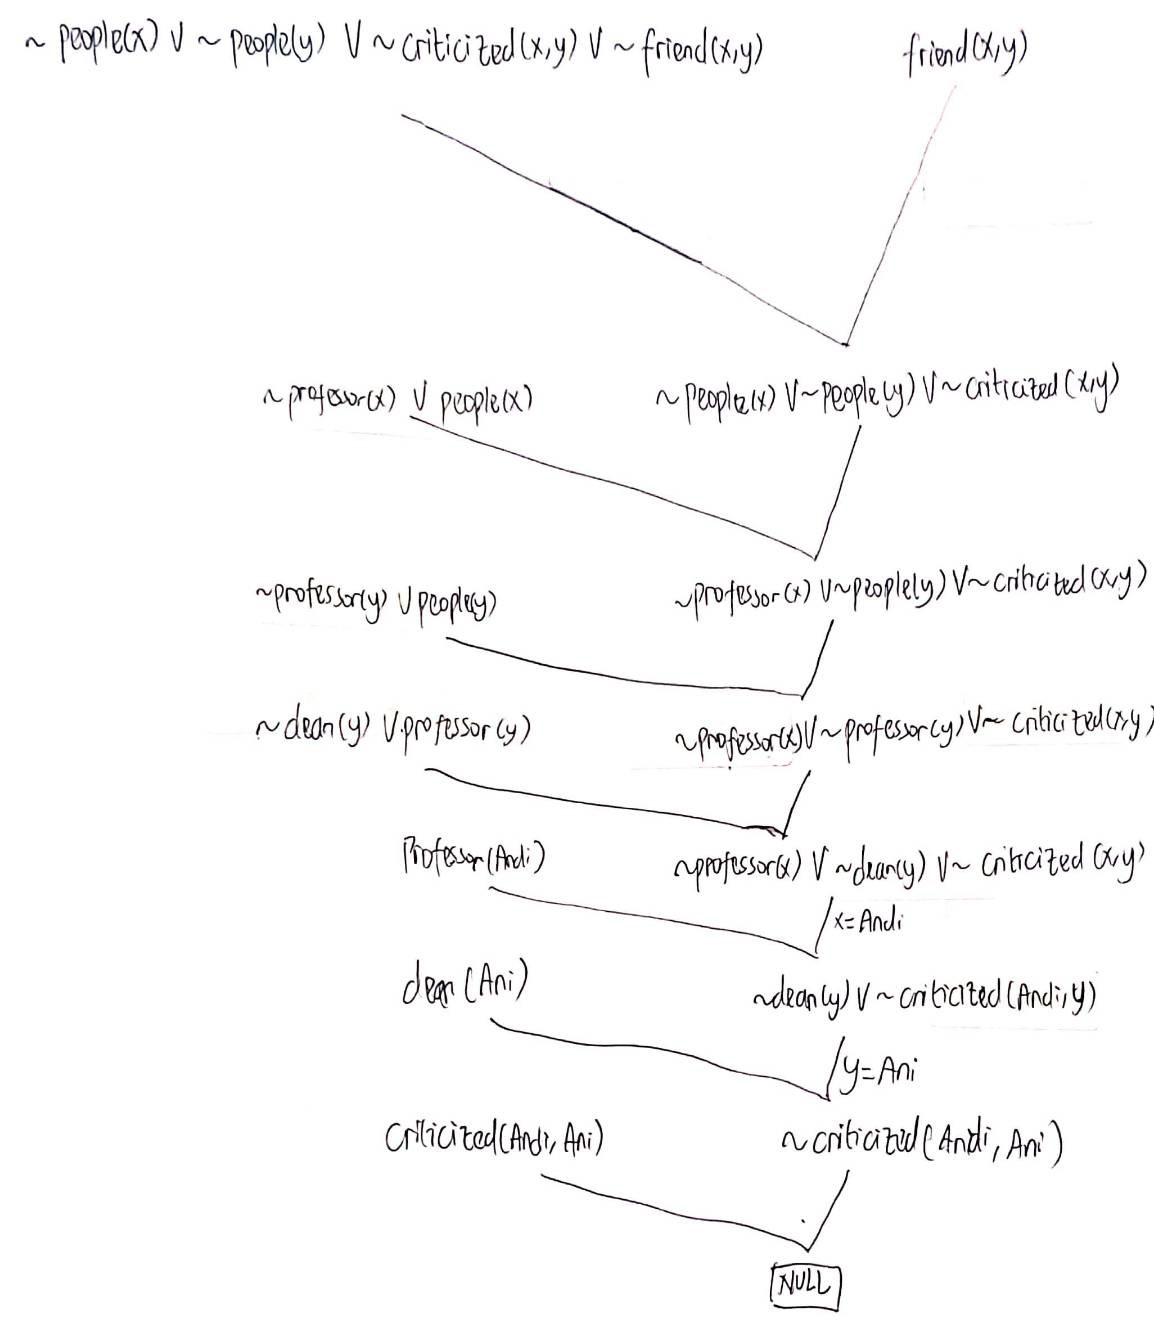 ~ people(x) V ~ people(y) V ~ criticized(x,y) V ~ friend(x,y) friend(x,y)
~professor(x) V people(x) ~people(x) V ~people(y) V ~criticized(x,y)
~professor(y) V people(y) ~professor(x) V ~people(y) V ~criticized(x,y)
~dean(y) V professor(y) ~professor(x) V ~professor(y) V ~ criticized(x,y)
Professor(Andi) ~professor(x) V ~dean(y) V ~ criticized (x,y)
/x=Andi
dean(Ani) ~dean(y) V ~criticized(Andi,y)
/y=Ani
Criticized(Andi, Ani) ~criticized(Andi, Ani)
NULL